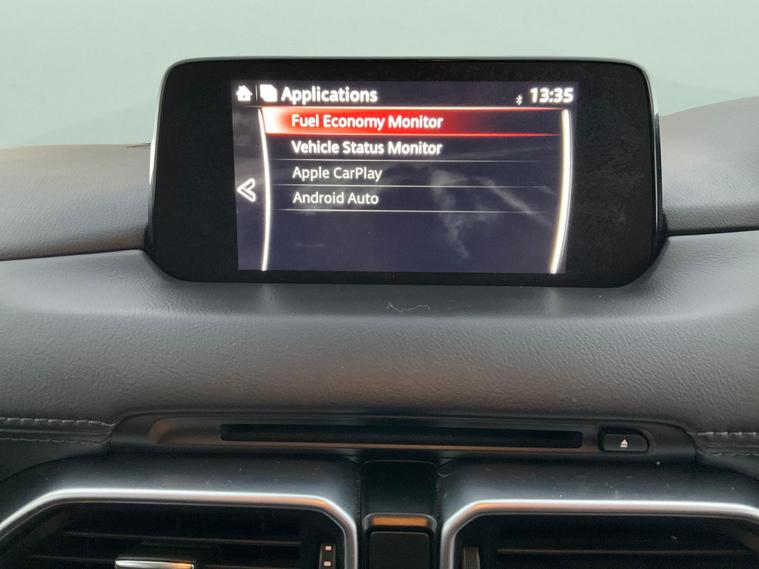 Applications 13:35
Fuel Economy Monitor
Vehicle Status Monitor
Apple CarPlay
Android Auto